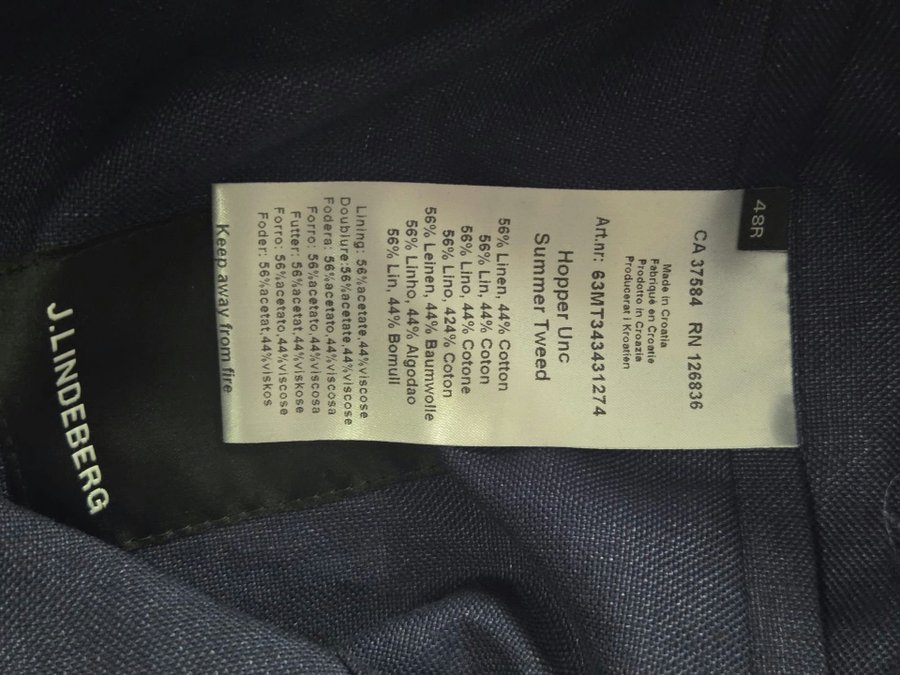 48R
CA 37584 RN 126836
Made in Croatia
Fabriqué en Croatie
Prodotto in Croazia
Producerat i Kroatien
Art.nr: 63MT343431274
Hopper Unc
Summer Tweed
56% Linen, 44% Cotton
56% Lin, 44% Coton
56% Lino, 44% Cotone
56% Lino, 424% Coton
56% Leinen, 44% Baumwolle
56% Linho, 44% Algodao
56% Lin, 44% Bomull
Lining: 56%acetate,44%viscose
Doublure:56%acetate,44%viscose
Fodera: 56%acetato,44%viscosa
Forro: 56%acetato,44%viscosa
Futter: 56%acetat,44%viskose
Forro: 56%acetato,44%viscose
Foder: 56%acetat,44%viskos
Keep away from fire
J.LINDEBERG